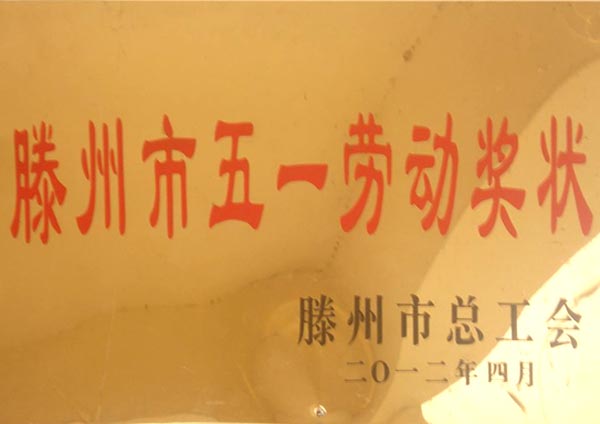 滕州市五一劳动奖状
滕州市总工会
二〇一二年四月